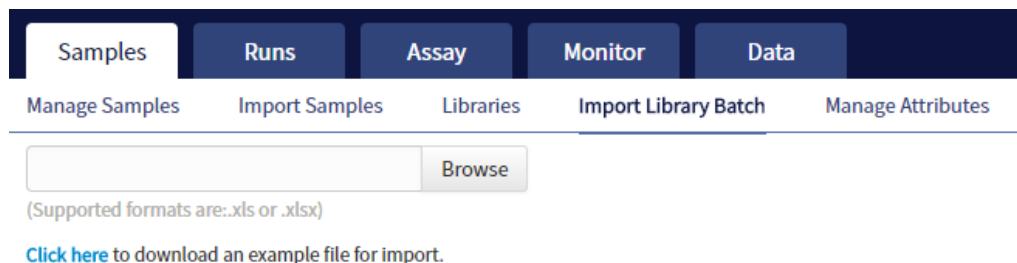 Samples Runs Assay Monitor Data
Manage Samples Import Samples Libraries Import Library Batch Manage Attributes
Browse
(Supported formats are:.xls or .xlsx)
Click here to download an example file for import.